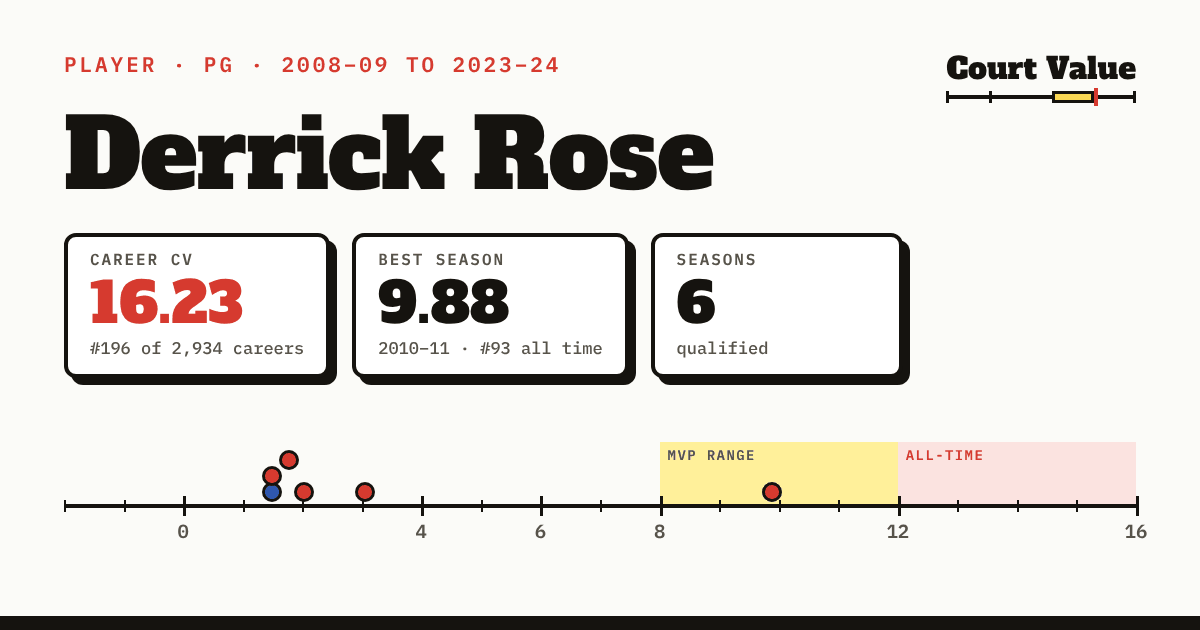 PLAYER · PG · 2008–09 TO 2023–24
Court Value
Derrick Rose
CAREER CV
16.23
#196 of 2,934 careers
BEST SEASON
9.88
2010–11 · #93 all time
SEASONS
6
qualified
MVP RANGE
ALL-TIME
0 4 6 8 12 16